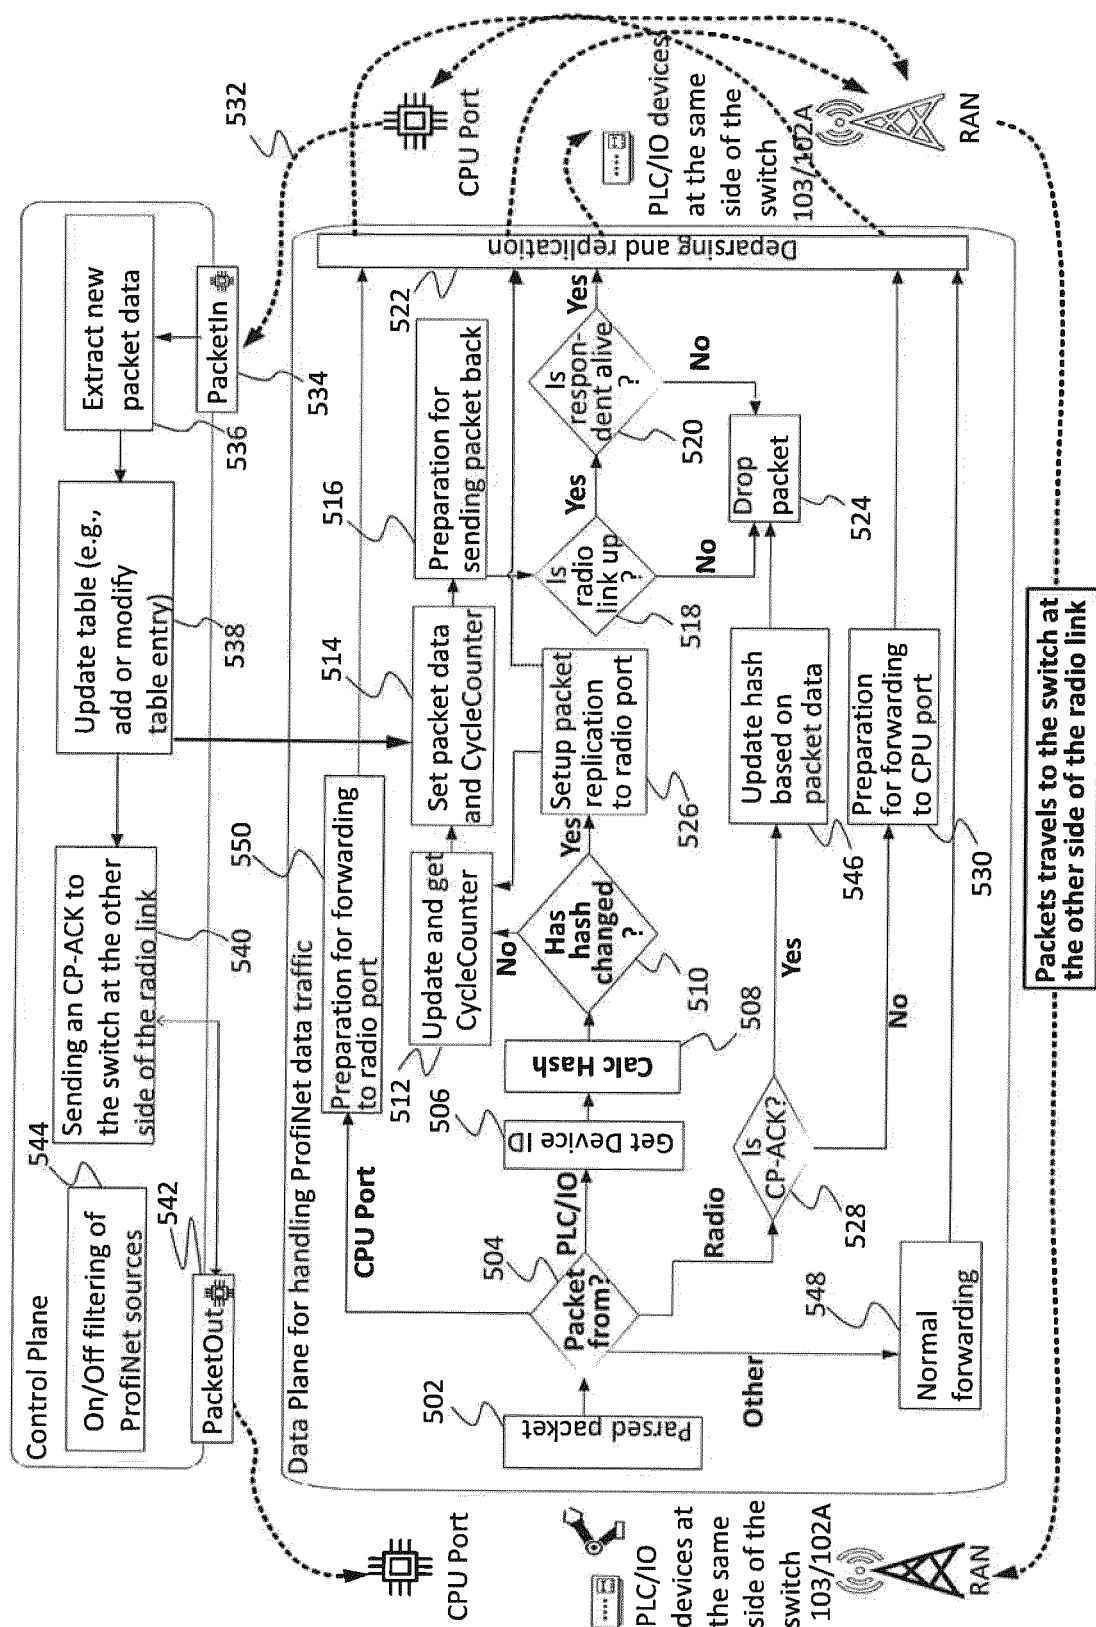 Control Plane
On/Off filtering of
ProfiNet sources
544
PacketOut
542
Sending an CP-ACK to
the switch at the other
side of the radio link
540
Update table (e.g.,
add or modify
table entry)
538
Extract new
packet data
536
PacketIn
534
532
CPU Port
CPU Port
Data Plane for handling ProfiNet data traffic
Parsed packet
502
Packet
from?
504
CPU Port
PLC/IO
Radio
Other
Preparation for forwarding
to radio port
550
Get Device ID
506
Calc Hash
508
Has
hash
changed
?
510
No
Yes
Update and get
CycleCounter
512
Set packet data
and CycleCounter
514
Preparation for
sending packet back
516
Setup packet
replication
to radio port
526
Is
radio
link up
?
518
Yes
No
Is
respon-
dent alive
?
520
Yes
No
Drop
packet
524
Deparsing and replication
522
Is
CP-ACK?
528
Yes
No
Update hash
based on
packet data
546
Preparation
for forwarding
to CPU port
530
Normal
forwarding
548
PLC/IO
devices at
the same
side of the
switch
103/102A
RAN
PLC/IO devices
at the same
side of the
switch
103/102A
RAN
Packets travels to the switch at
the other side of the radio link